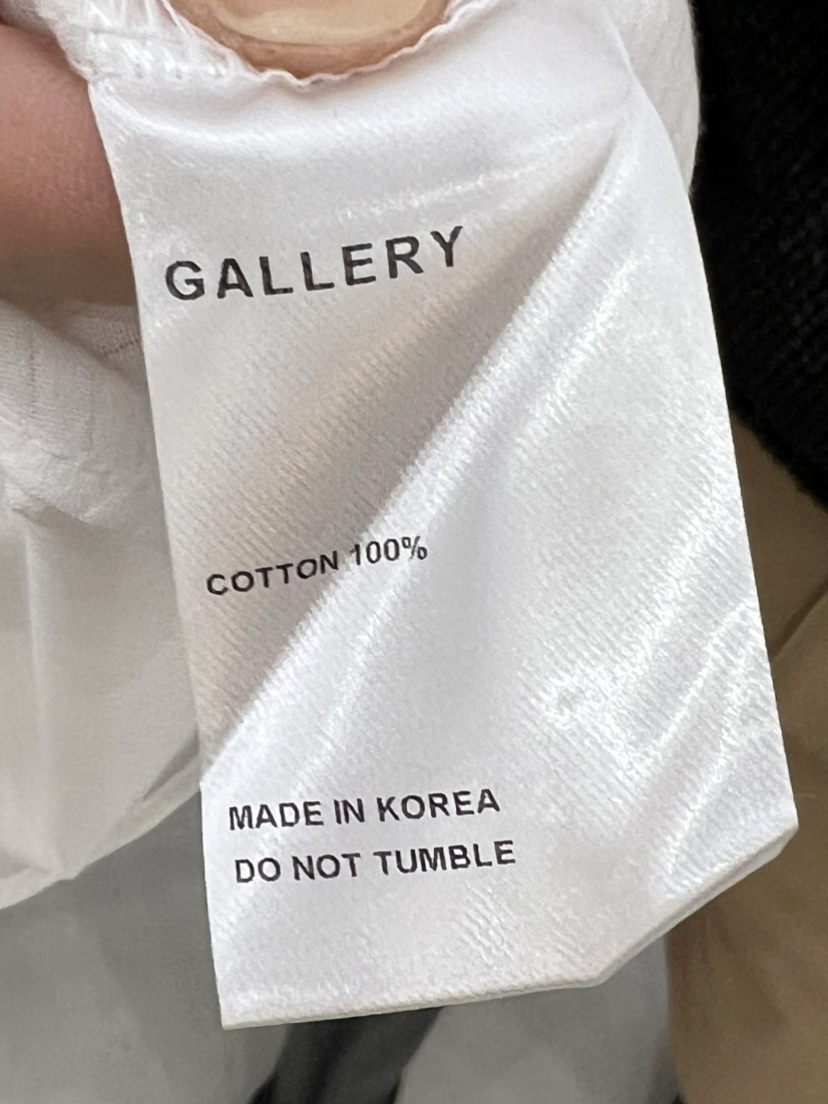 GALLERY
COTTON 100%
MADE IN KOREA
DO NOT TUMBLE